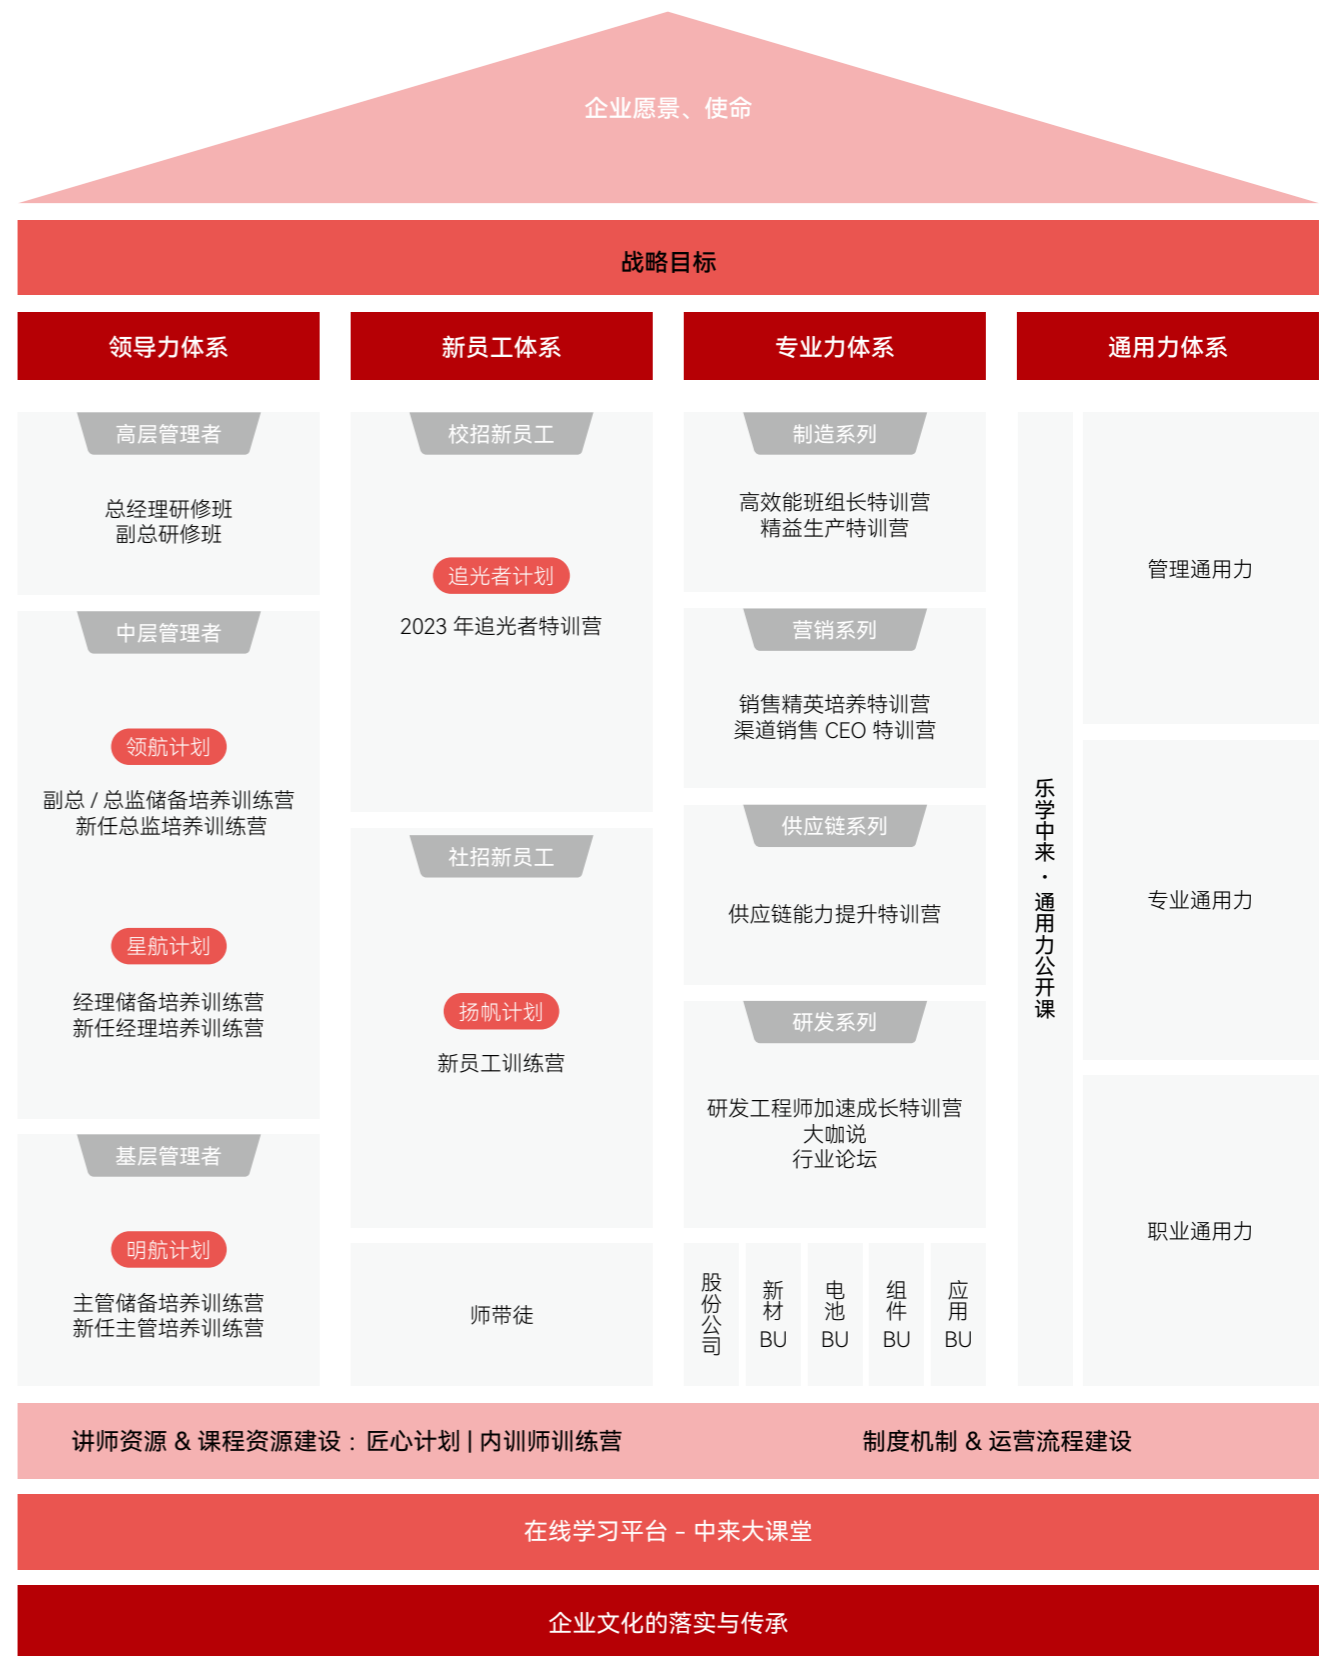 企业愿景、使命
战略目标
领导力体系
高层管理者
总经理研修班
副总研修班
中层管理者
领航计划
副总 / 总监储备培养训练营
新任总监培养训练营
星航计划
经理储备培养训练营
新任经理培养训练营
基层管理者
明航计划
主管储备培养训练营
新任主管培养训练营
新员工体系
校招新员工
追光者计划
2023 年追光者特训营
社招新员工
扬帆计划
新员工训练营
师带徒
专业力体系
制造系列
高效能班组长特训营
精益生产特训营
营销系列
销售精英培养特训营
渠道销售 CEO 特训营
供应链系列
供应链能力提升特训营
研发系列
研发工程师加速成长特训营
大咖说
行业论坛
股份公司
新材 BU
电池 BU
组件 BU
应用 BU
通用力体系
乐学中来·通用力公开课
管理通用力
专业通用力
职业通用力
讲师资源 & 课程资源建设：匠心计划 | 内训师训练营
制度机制 & 运营流程建设
在线学习平台 – 中来大课堂
企业文化的落实与传承